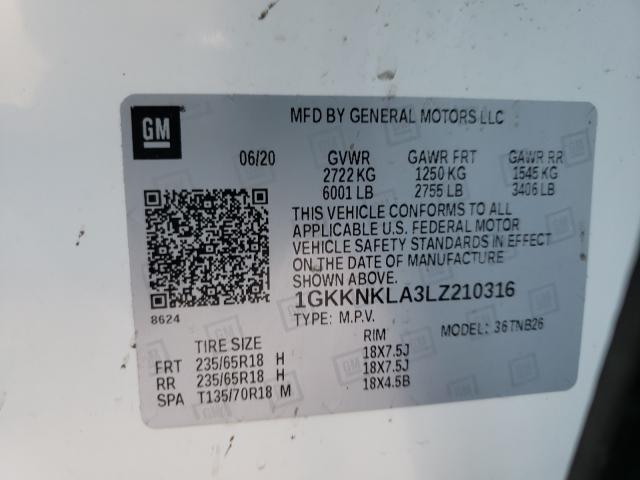 GM
MFD BY GENERAL MOTORS LLC
06/20 GVWR GAWR FRT GAWR RR
2722 KG 1250 KG 1545 KG
6001 LB 2755 LB 3406 LB
THIS VEHICLE CONFORMS TO ALL
APPLICABLE U.S. FEDERAL MOTOR
VEHICLE SAFETY STANDARDS IN EFFECT
ON THE DATE OF MANUFACTURE
SHOWN ABOVE.
1GKKNKLA3LZ210316
8624
TYPE: M.P.V. MODEL: 36TNB26
TIRE SIZE RIM
FRT 235/65R18 H 18X7.5J
RR 235/65R18 H 18X7.5J
SPA T135/70R18 M 18X4.5B